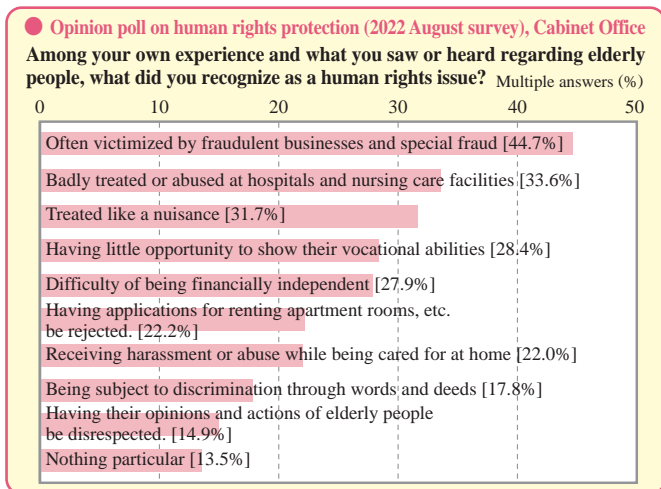 ● Opinion poll on human rights protection (2022 August survey), Cabinet Office
Among your own experience and what you saw or heard regarding elderly
people, what did you recognize as a human rights issue? Multiple answers (%)
0 10 20 30 40 50
Often victimized by fraudulent businesses and special fraud [44.7%]
Badly treated or abused at hospitals and nursing care facilities [33.6%]
Treated like a nuisance [31.7%]
Having little opportunity to show their vocational abilities [28.4%]
Difficulty of being financially independent [27.9%]
Having applications for renting apartment rooms, etc.
be rejected. [22.2%]
Receiving harassment or abuse while being cared for at home [22.0%]
Being subject to discrimination through words and deeds [17.8%]
Having their opinions and actions of elderly people
be disrespected. [14.9%]
Nothing particular [13.5%]